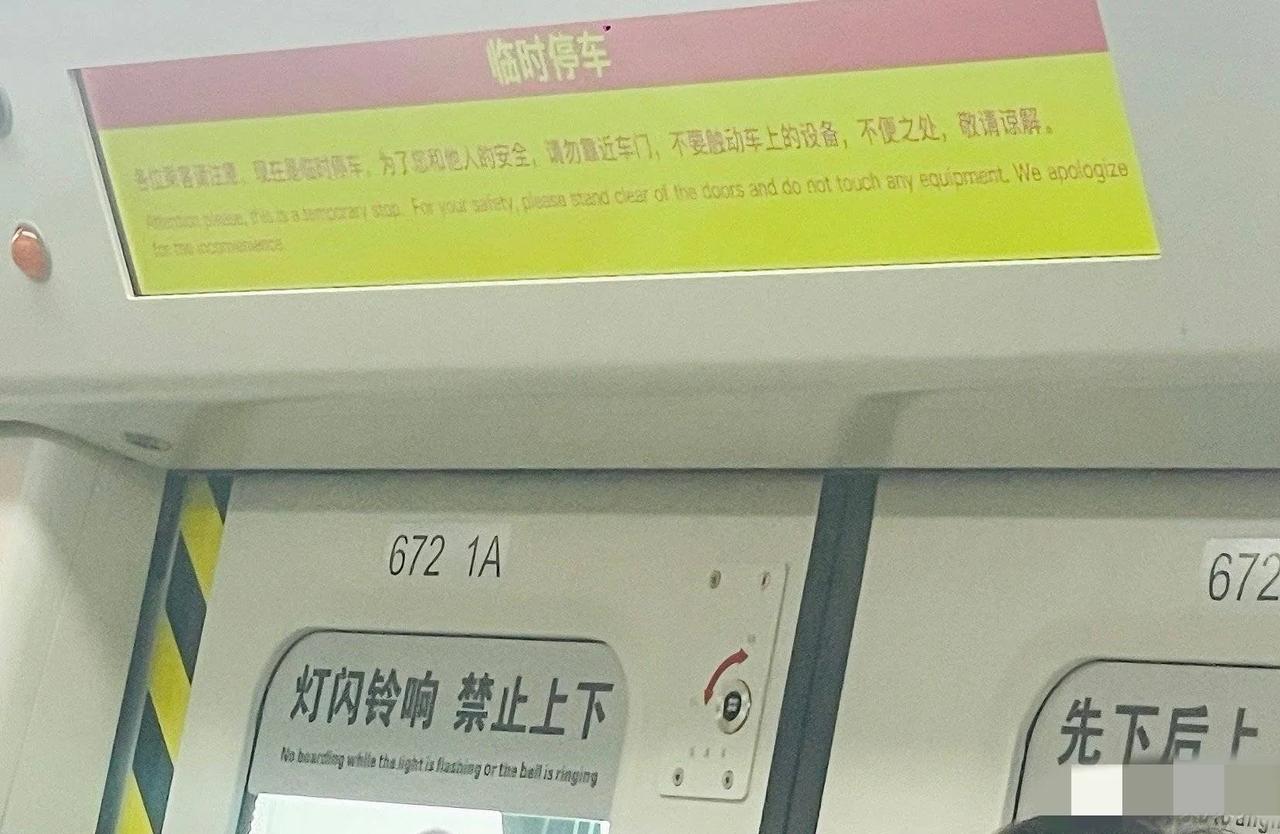 临时停车
各位乘客请注意，现在是临时停车，为了您和他人的安全，请勿靠近车门，不要触动车上的设备，不便之处，敬请谅解。
Attention please, this is a temporary stop. For your safety, please stand clear of the doors and do not touch any equipment. We apologize
for the inconvenience.
672 1A
672
灯闪铃响 禁止上下
No boarding while the light is flashing or the bell is ringing
先下后上